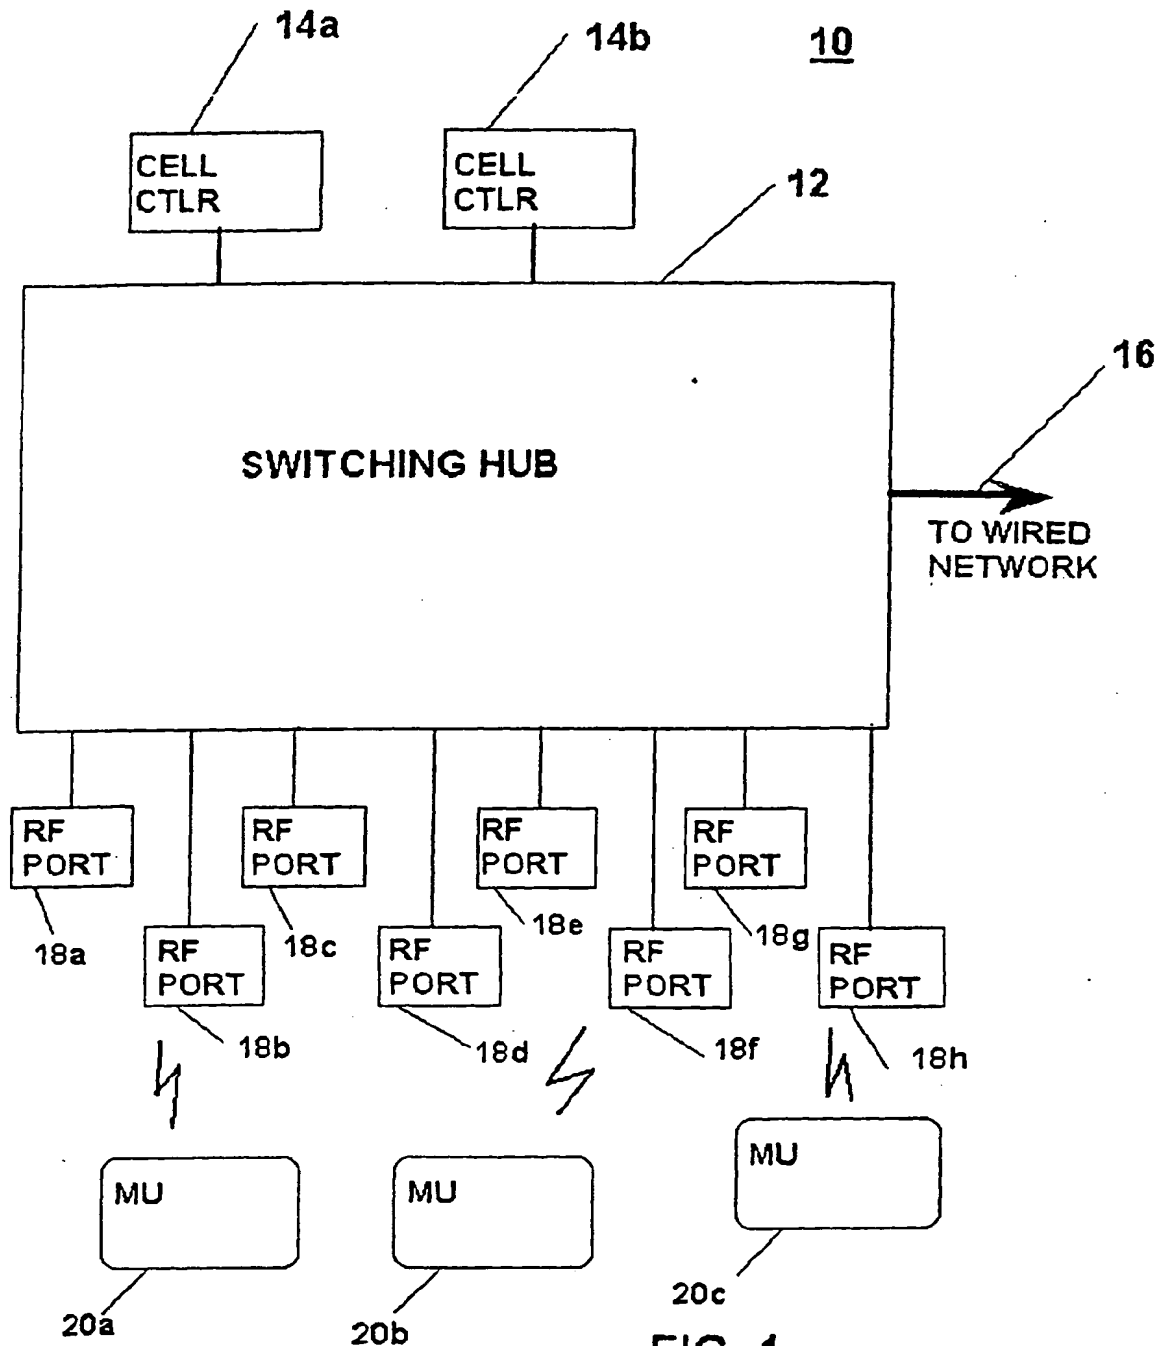 14a
14b
10
CELL
CTLR
CELL
CTLR
12
16
SWITCHING HUB
TO WIRED
NETWORK
RF
PORT
RF
PORT
RF
PORT
RF
PORT
18a
18c
18e
18g
RF
PORT
RF
PORT
RF
PORT
RF
PORT
18b
18d
18f
18h
MU
MU
MU
20a
20b
20c
FIG. 1